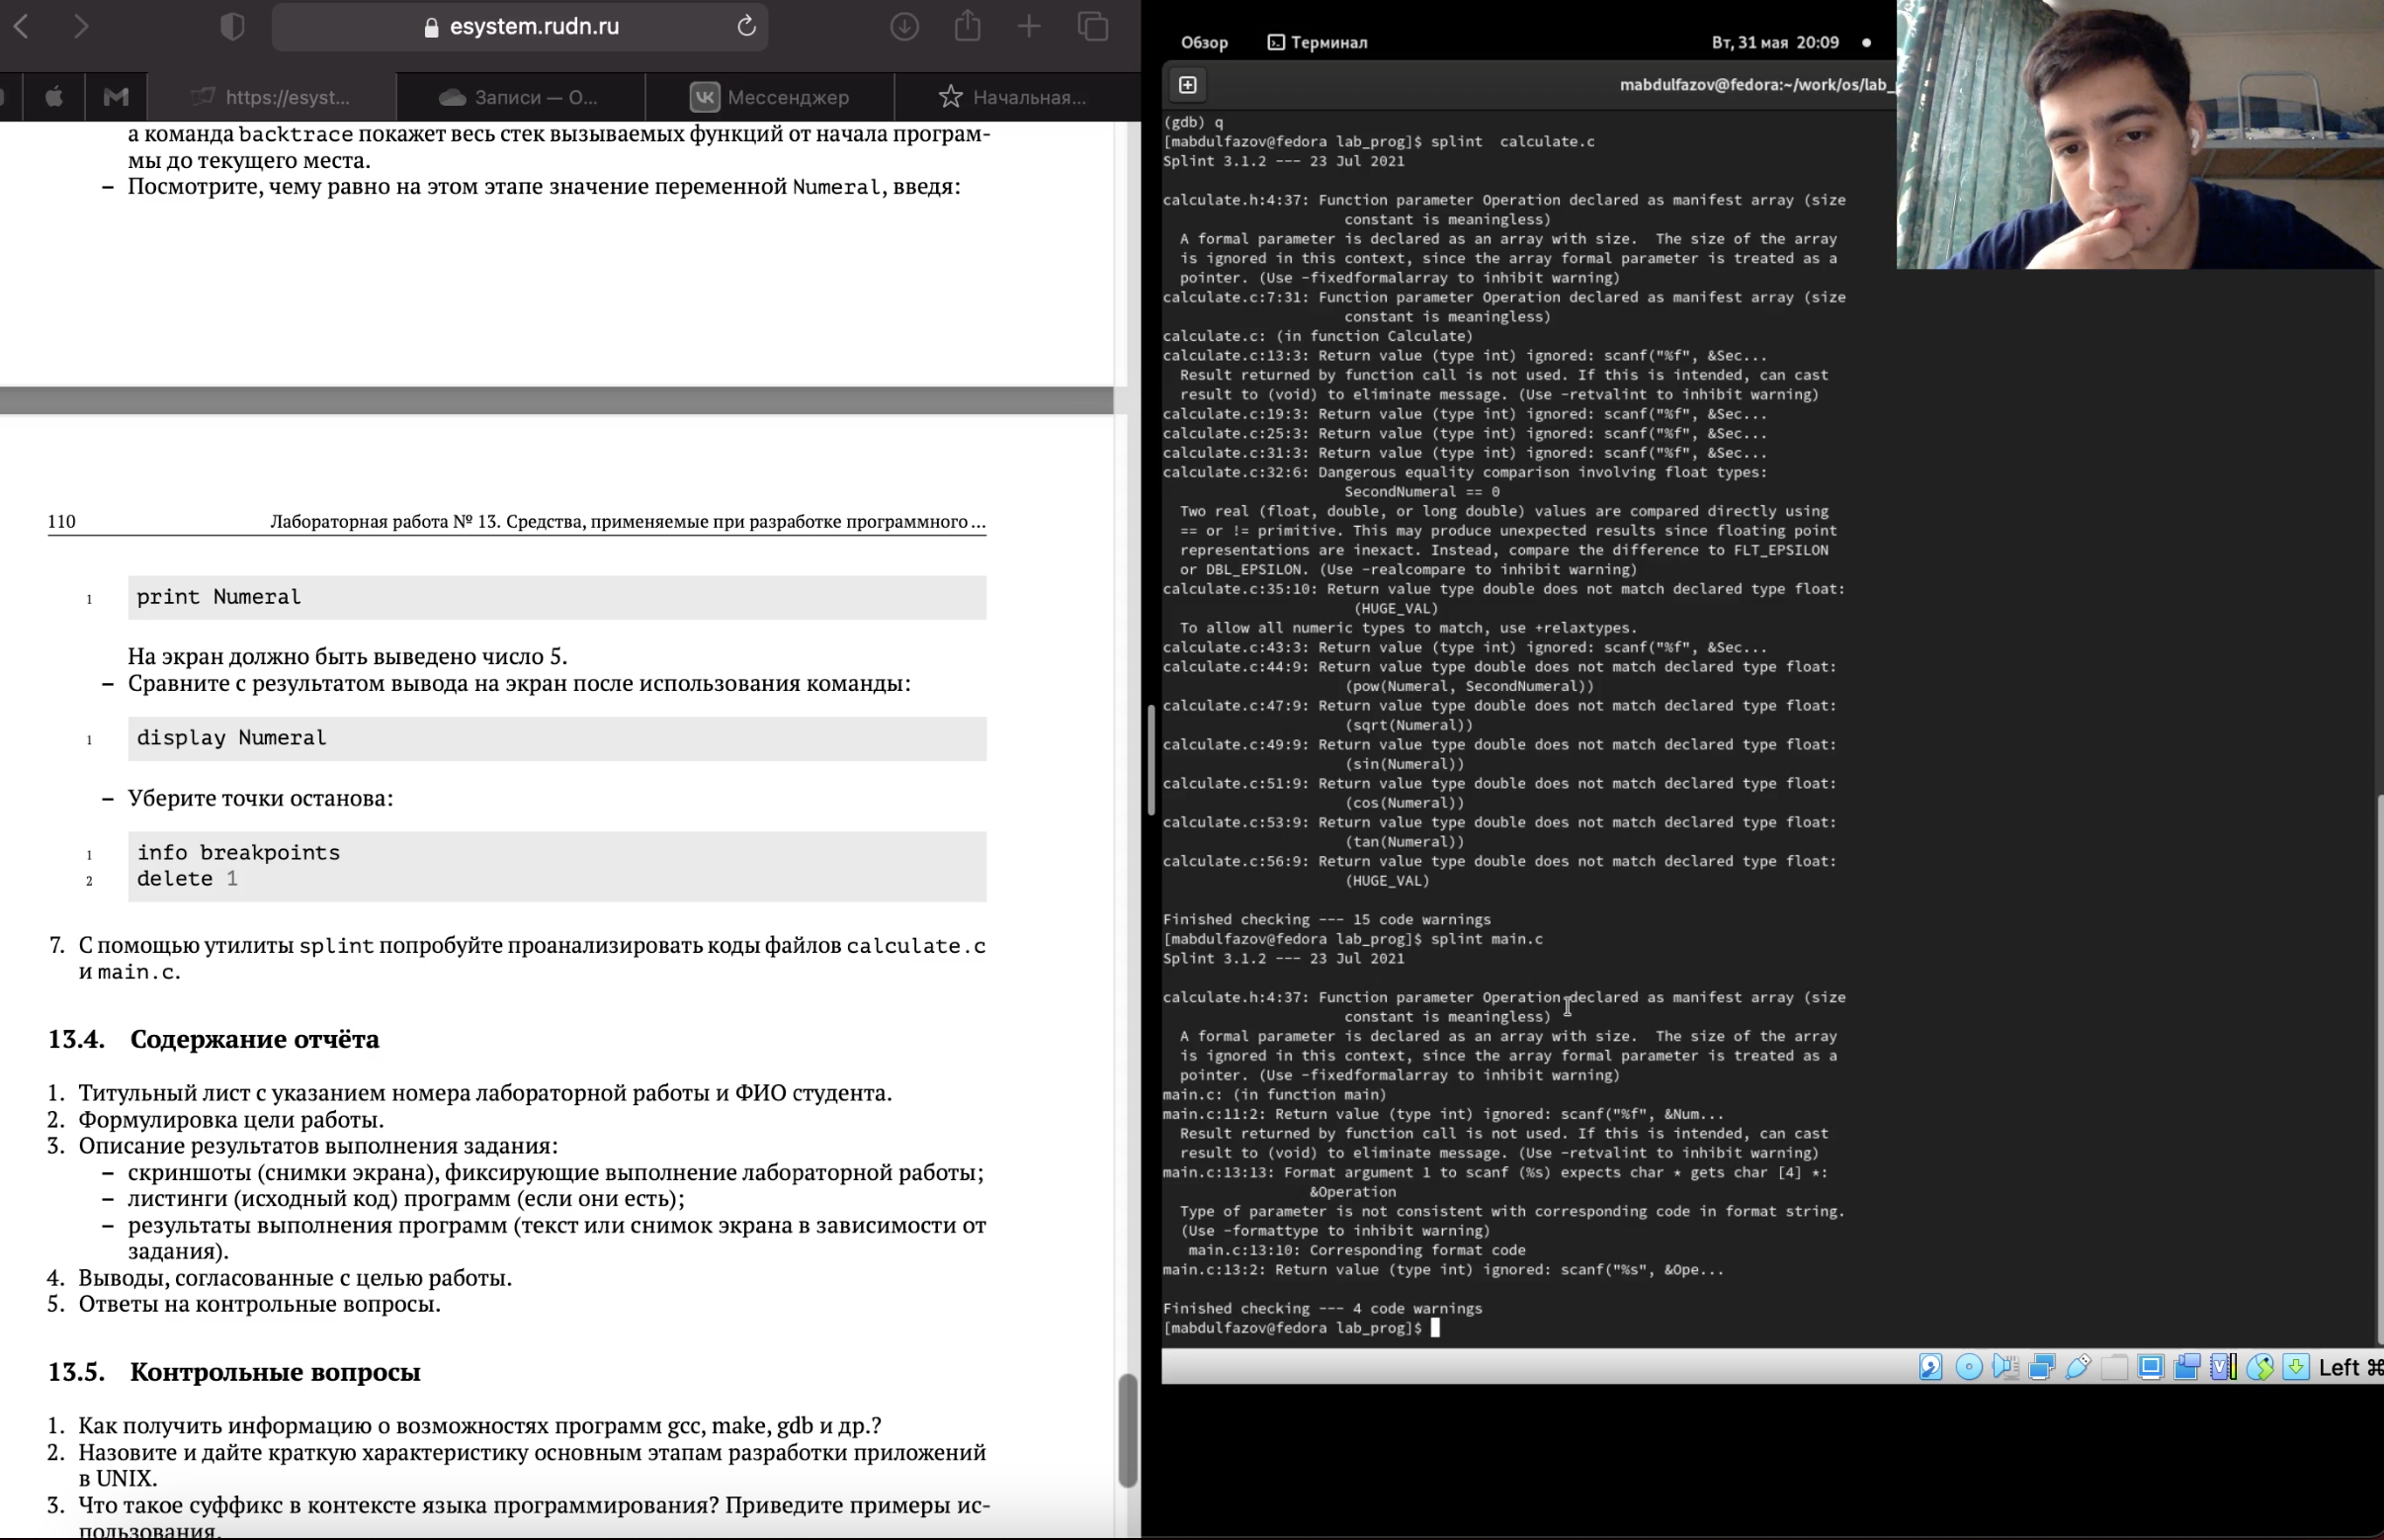 esystem.rudn.ru
https://esyst...
Записи — О...
Мессенджер
Начальная...
а команда backtrace покажет весь стек вызываемых функций от начала програм-
мы до текущего места.
– Посмотрите, чему равно на этом этапе значение переменной Numeral, введя:
110 Лабораторная работа № 13. Средства, применяемые при разработке программного ...
1 print Numeral
На экран должно быть выведено число 5.
– Сравните с результатом вывода на экран после использования команды:
1 display Numeral
– Уберите точки останова:
1 info breakpoints
2 delete 1
7. С помощью утилиты splint попробуйте проанализировать коды файлов calculate.c
и main.c.
13.4. Содержание отчёта
1. Титульный лист с указанием номера лабораторной работы и ФИО студента.
2. Формулировка цели работы.
3. Описание результатов выполнения задания:
– скриншоты (снимки экрана), фиксирующие выполнение лабораторной работы;
– листинги (исходный код) программ (если они есть);
– результаты выполнения программ (текст или снимок экрана в зависимости от
задания).
4. Выводы, согласованные с целью работы.
5. Ответы на контрольные вопросы.
13.5. Контрольные вопросы
1. Как получить информацию о возможностях программ gcc, make, gdb и др.?
2. Назовите и дайте краткую характеристику основным этапам разработки приложений
в UNIX.
3. Что такое суффикс в контексте языка программирования? Приведите примеры ис-
пользования.
Обзор Терминал Вт, 31 мая 20:09
mabdulfazov@fedora:~/work/os/lab_
(gdb) q
[mabdulfazov@fedora lab_prog]$ splint  calculate.c
Splint 3.1.2 --- 23 Jul 2021
calculate.h:4:37: Function parameter Operation declared as manifest array (size
constant is meaningless)
A formal parameter is declared as an array with size.  The size of the array
is ignored in this context, since the array formal parameter is treated as a
pointer. (Use -fixedformalarray to inhibit warning)
calculate.c:7:31: Function parameter Operation declared as manifest array (size
constant is meaningless)
calculate.c: (in function Calculate)
calculate.c:13:3: Return value (type int) ignored: scanf("%f", &Sec...
Result returned by function call is not used. If this is intended, can cast
result to (void) to eliminate message. (Use -retvalint to inhibit warning)
calculate.c:19:3: Return value (type int) ignored: scanf("%f", &Sec...
calculate.c:25:3: Return value (type int) ignored: scanf("%f", &Sec...
calculate.c:31:3: Return value (type int) ignored: scanf("%f", &Sec...
calculate.c:32:6: Dangerous equality comparison involving float types:
SecondNumeral == 0
Two real (float, double, or long double) values are compared directly using
== or != primitive. This may produce unexpected results since floating point
representations are inexact. Instead, compare the difference to FLT_EPSILON
or DBL_EPSILON. (Use -realcompare to inhibit warning)
calculate.c:35:10: Return value type double does not match declared type float:
(HUGE_VAL)
To allow all numeric types to match, use +relaxtypes.
calculate.c:43:3: Return value (type int) ignored: scanf("%f", &Sec...
calculate.c:44:9: Return value type double does not match declared type float:
(pow(Numeral, SecondNumeral))
calculate.c:47:9: Return value type double does not match declared type float:
(sqrt(Numeral))
calculate.c:49:9: Return value type double does not match declared type float:
(sin(Numeral))
calculate.c:51:9: Return value type double does not match declared type float:
(cos(Numeral))
calculate.c:53:9: Return value type double does not match declared type float:
(tan(Numeral))
calculate.c:56:9: Return value type double does not match declared type float:
(HUGE_VAL)
Finished checking --- 15 code warnings
[mabdulfazov@fedora lab_prog]$ splint main.c
Splint 3.1.2 --- 23 Jul 2021
calculate.h:4:37: Function parameter Operation declared as manifest array (size
constant is meaningless)
A formal parameter is declared as an array with size.  The size of the array
is ignored in this context, since the array formal parameter is treated as a
pointer. (Use -fixedformalarray to inhibit warning)
main.c: (in function main)
main.c:11:2: Return value (type int) ignored: scanf("%f", &Num...
Result returned by function call is not used. If this is intended, can cast
result to (void) to eliminate message. (Use -retvalint to inhibit warning)
main.c:13:13: Format argument 1 to scanf (%s) expects char * gets char [4] *:
&Operation
Type of parameter is not consistent with corresponding code in format string.
(Use -formattype to inhibit warning)
main.c:13:10: Corresponding format code
main.c:13:2: Return value (type int) ignored: scanf("%s", &Ope...
Finished checking --- 4 code warnings
[mabdulfazov@fedora lab_prog]$
Left ⌘